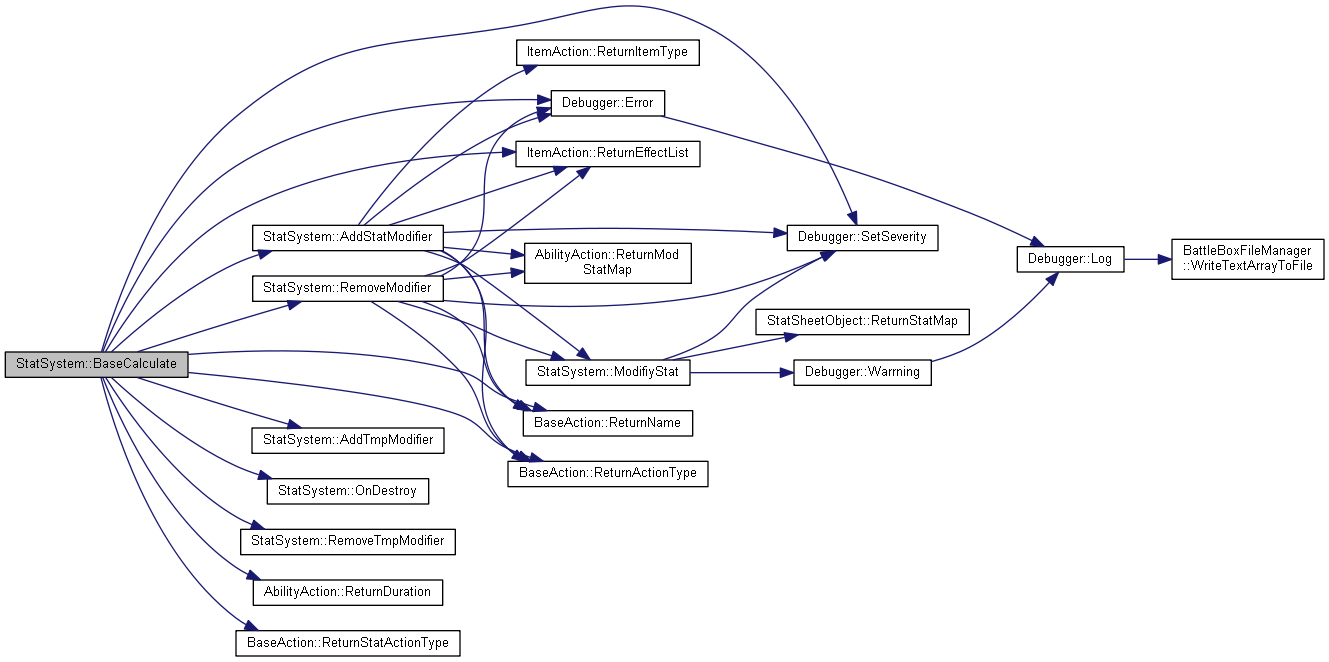 StatSystem::BaseCalculate
StatSystem::AddStatModifier
StatSystem::RemoveModifier
StatSystem::AddTmpModifier
StatSystem::OnDestroy
StatSystem::RemoveTmpModifier
AbilityAction::ReturnDuration
BaseAction::ReturnStatActionType
ItemAction::ReturnItemType
Debugger::Error
ItemAction::ReturnEffectList
AbilityAction::ReturnMod
StatMap
StatSystem::ModifiyStat
BaseAction::ReturnName
BaseAction::ReturnActionType
Debugger::SetSeverity
StatSheetObject::ReturnStatMap
Debugger::Warrning
Debugger::Log
BattleBoxFileManager
::WriteTextArrayToFile